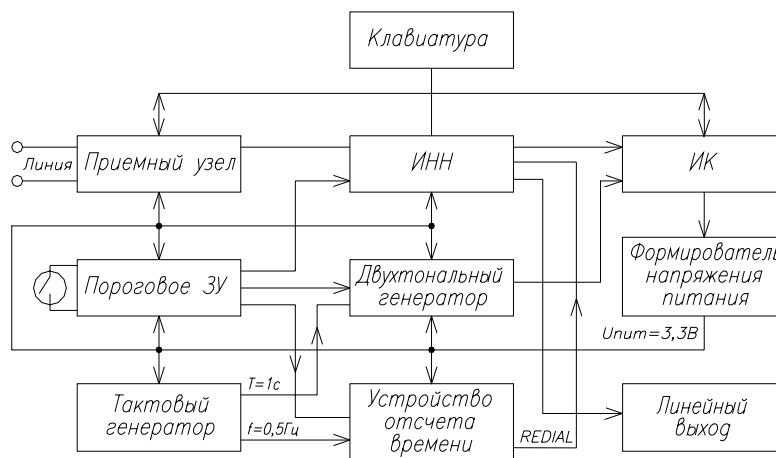 Клавиатура
Линия
Приемный узел
ИНН
ИК
Пороговое ЗУ
Двухтональный
генератор
Формирователь
напряжения
питания
Uпит=3,3В
Тактовый
генератор
T=1с
f=0,5Гц
Устройство
отсчета
времени
REDIAL
Линейный
выход